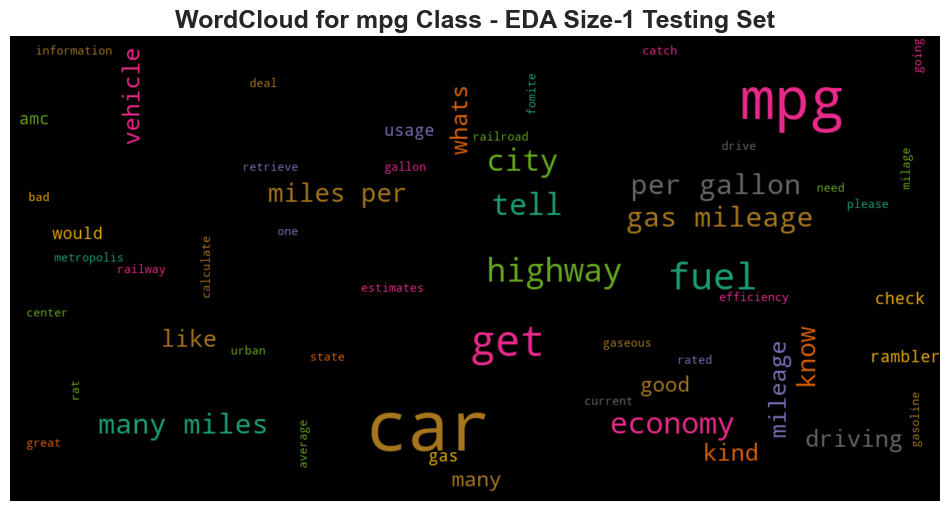 WordCloud for mpg Class - EDA Size-1 Testing Set
information
catch
going
vehicle
deal
fomite
mpg
amc
whats
usage
railroad
drive
city
milage
retrieve
gallon
bad
miles per
per gallon
need
tell
gas mileage
please
would
one
metropolis
railway
calculate
highway
fuel
estimates
efficiency
check
center
like
get
urban
state
gaseous
rated
mileage
know
rambler
rat
good
current
many miles
car
economy
driving
gasoline
great
average
gas
kind
many